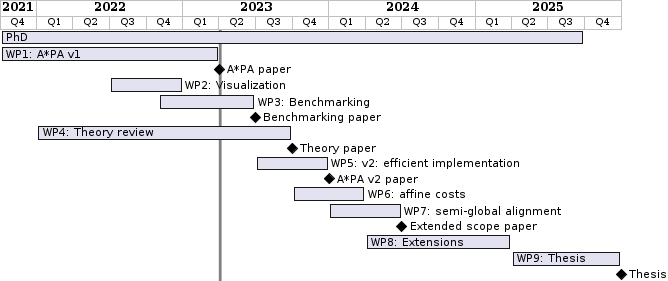 2021 2022 2023 2024 2025
Q4 Q1 Q2 Q3 Q4 Q1 Q2 Q3 Q4 Q1 Q2 Q3 Q4 Q1 Q2 Q3 Q4
PhD
WP1: A*PA v1
A*PA paper
WP2: Visualization
WP3: Benchmarking
Benchmarking paper
WP4: Theory review
Theory paper
WP5: v2: efficient implementation
A*PA v2 paper
WP6: affine costs
WP7: semi-global alignment
Extended scope paper
WP8: Extensions
WP9: Thesis
Thesis